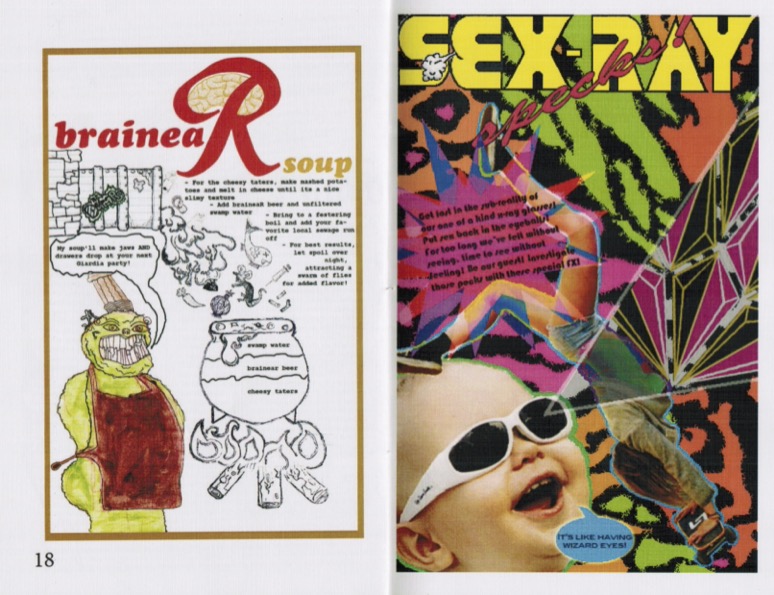 brainea R
soup
- For the cheesy taters, make mashed pota-
toes and melt in cheese until its a nice
slimy texture
- Add braineaR beer and unfiltered
swamp water
- Bring to a festering
boil and add your fa-
vorite local sewage run
off
- For best results,
let spoil over
night,
attracting a
swarm of flies
for added flavor!
My soup'll make jaws AND
drawers drop at your next
Giardia party!
swamp water
brainear beer
cheesy taters
18
SEX-RAY
specks!
Get lost in the sub-reality of
our one of a kind x-ray glasses!
Put sex back in the eyeballs!
For too long we've felt without
seeing, time to see without
feeling! Be our guest! Investigate
those pecks with these special FX!
IT'S LIKE HAVING
WIZARD EYES!